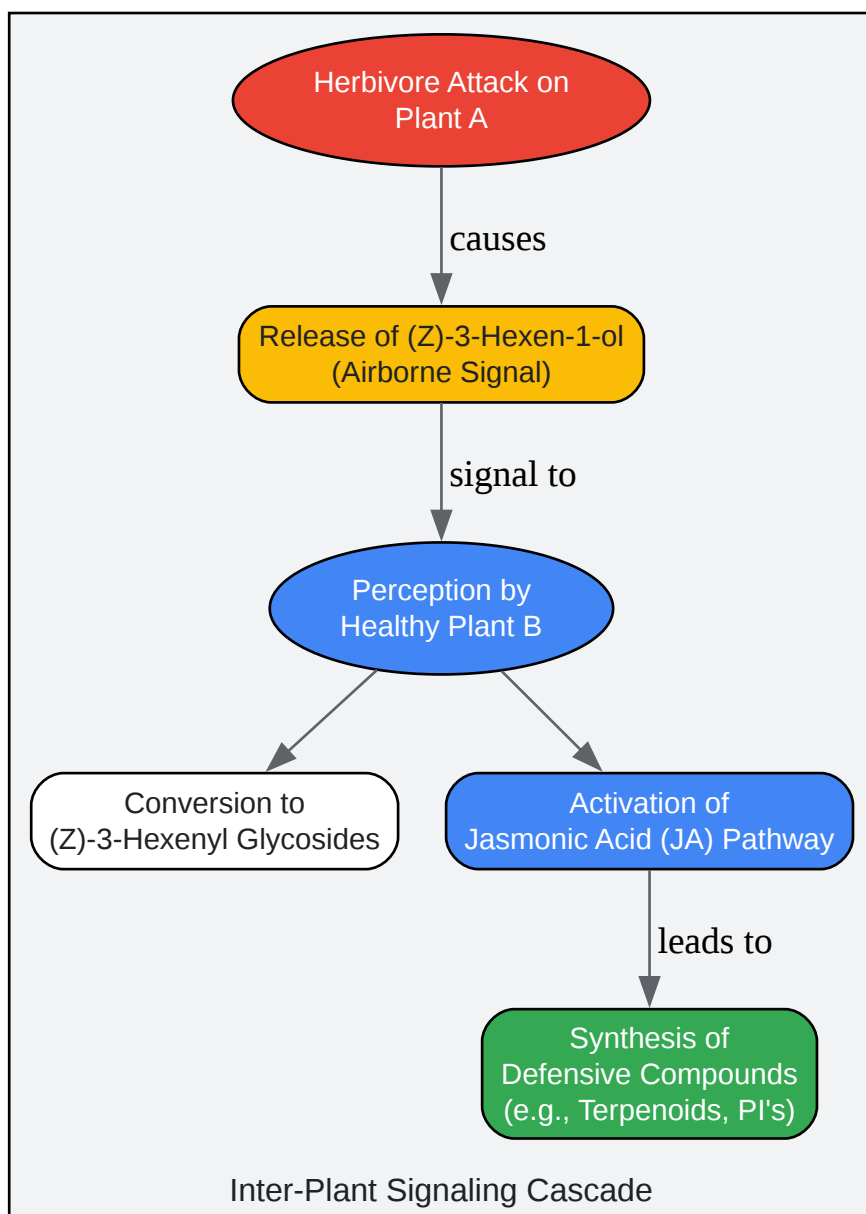 Herbivore Attack on
Plant A
causes
Release of (Z)-3-Hexen-1-ol
(Airborne Signal)
signal to
Perception by
Healthy Plant B
Conversion to
(Z)-3-Hexenyl Glycosides
Activation of
Jasmonic Acid (JA) Pathway
leads to
Synthesis of
Defensive Compounds
(e.g., Terpenoids, PI's)
Inter-Plant Signaling Cascade